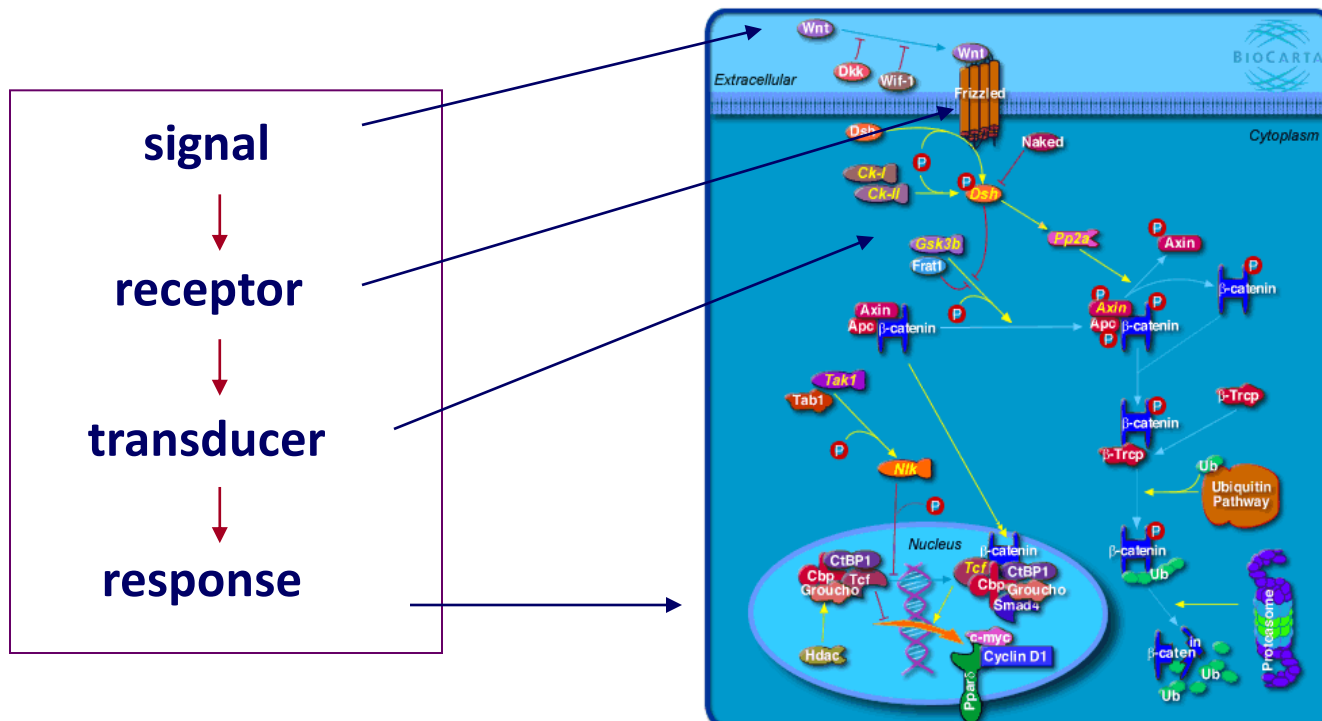 signal
receptor
transducer
response
Wnt
Wnt
BIOCARTA
Dkk
Wif-1
Extracellular
Frizzled
Cytoplasm
Dsh
Naked
P
Ck-I
Ck-II
P
Dsh
Gsk3b
Frat1
Pp2a
P
Axin
P
β-catenin
P
Axin
Apc
β-catenin
P
Axin
P
Apc
β-catenin
P
Tak1
Tab1
P
Nlk
P
β-catenin
β-Trcp
β-Trcp
Ub
Ubiquitin
Pathway
P
Nucleus
β-catenin
CtBP1
Cbp
Tcf
Groucho
Tcf
CtBP1
Cbp
Groucho
Smad4
P
β-catenin
Ub
Hdac
c-myc
Cyclin D1
Pparδ
β-caten
in
Ub
Ub
Proteasome